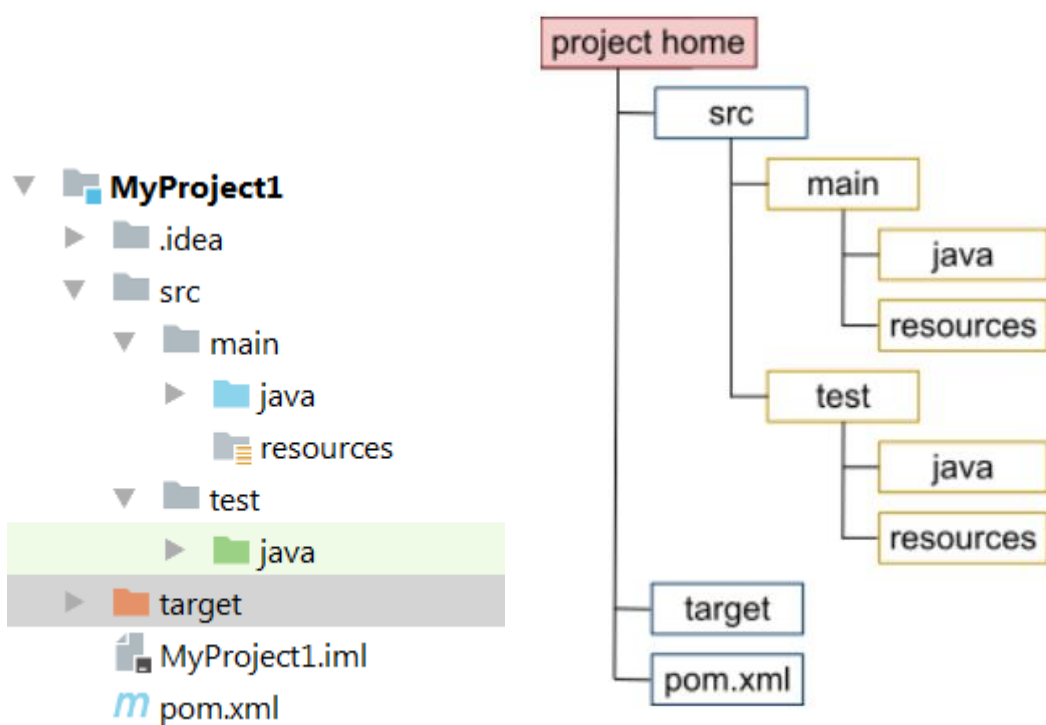 MyProject1
.idea
src
main
java
resources
test
java
target
MyProject1.iml
pom.xml
project home
src
main
java
resources
test
java
resources
target
pom.xml